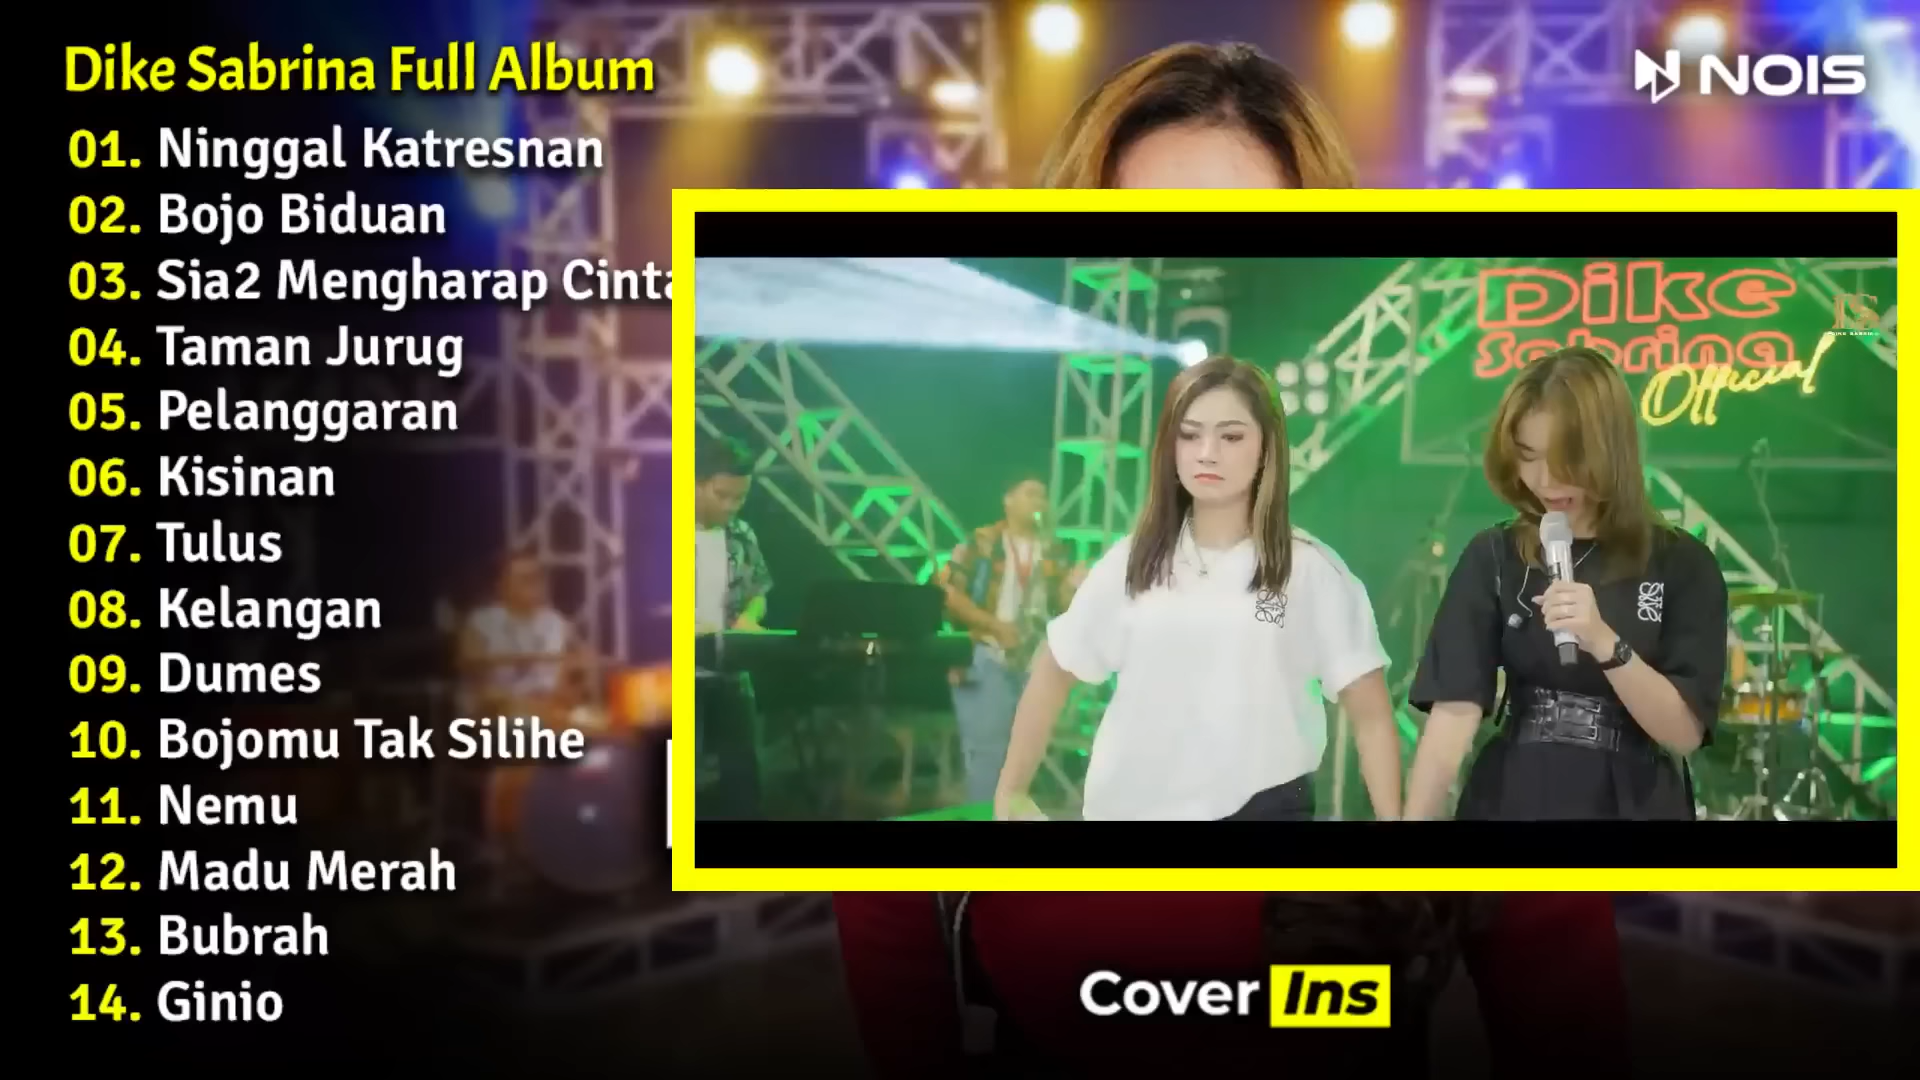 Dike Sabrina Full Album
01. Ninggal Katresnan
02. Bojo Biduan
03. Sia2 Mengharap Cinta
04. Taman Jurug
05. Pelanggaran
06. Kisinan
07. Tulus
08. Kelangan
09. Dumes
10. Bojomu Tak Silihe
11. Nemu
12. Madu Merah
13. Bubrah
14. Ginio
NOIS
Dike
Sabrina
Official
DS
Cover Ins